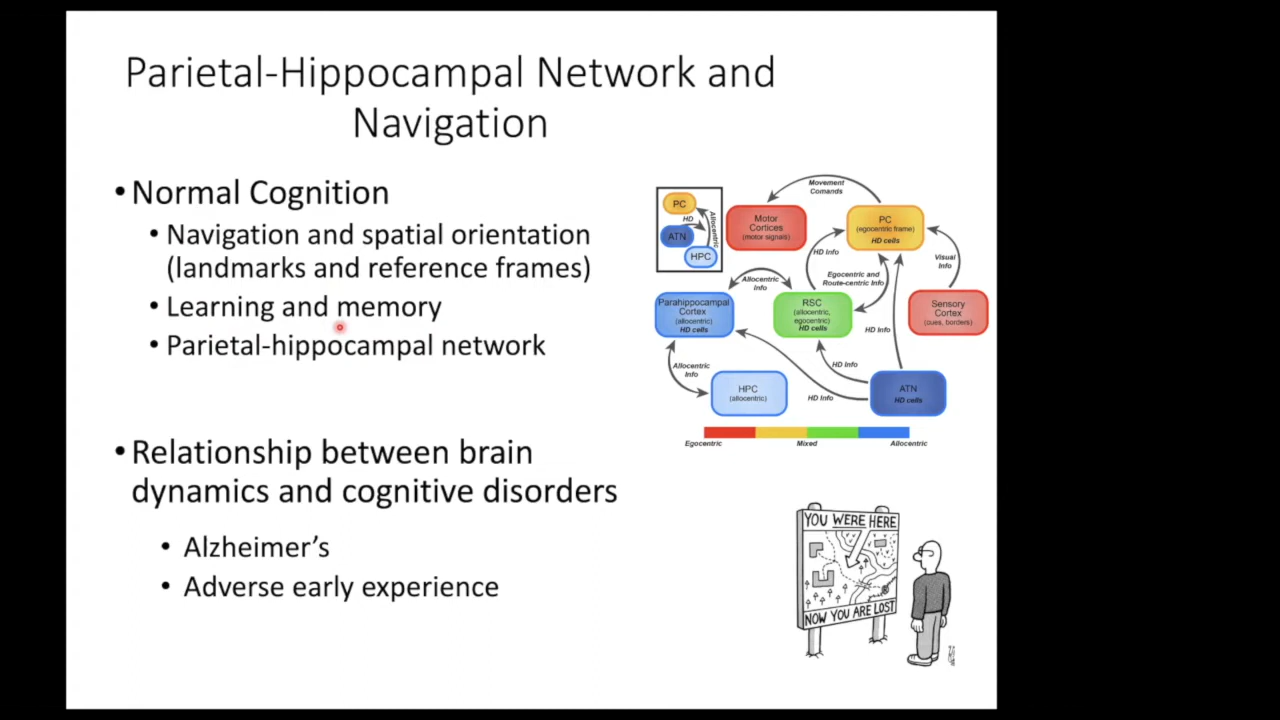 Parietal-Hippocampal Network and
Navigation
• Normal Cognition
• Navigation and spatial orientation
(landmarks and reference frames)
• Learning and memory
• Parietal-hippocampal network
• Relationship between brain
dynamics and cognitive disorders
• Alzheimer’s
• Adverse early experience
PC
HD
ATN
HPC
Allocentric
Movement
Comands
Motor
Cortices
(motor signals)
PC
(egocentric frame)
HD cells
HD Info
Visual
Info
Allocentric
Info
Egocentric and
Route-centric Info
Parahippocampal
Cortex
(allocentric)
HD cells
RSC
(allocentric,
egocentric)
HD cells
Sensory
Cortex
(cues, borders)
HD Info
Allocentric
Info
HD Info
HPC
(allocentric)
HD Info
ATN
HD cells
Egocentric
Mixed
Allocentric
YOU WERE HERE
NOW YOU ARE LOST